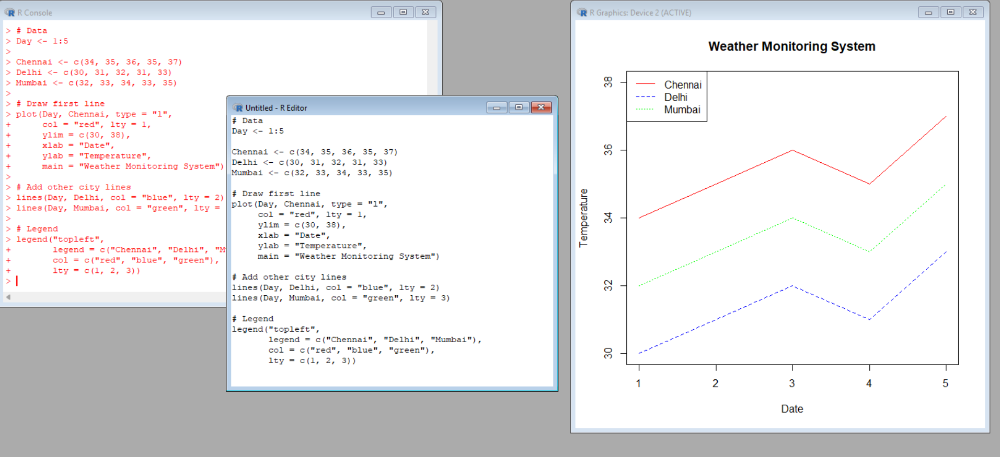 R Console
> # Data
> Day <- 1:5
>
> Chennai <- c(34, 35, 36, 35, 37)
> Delhi <- c(30, 31, 32, 31, 33)
> Mumbai <- c(32, 33, 34, 33, 35)
>
> # Draw first line
> plot(Day, Chennai, type = "l",
+      col = "red", lty = 1,
+      ylim = c(30, 38),
+      xlab = "Date",
+      ylab = "Temperature",
+      main = "Weather Monitoring System")
>
> # Add other city lines
> lines(Day, Delhi, col = "blue", lty = 2)
> lines(Day, Mumbai, col = "green", lty =
>
> # Legend
> legend("topleft",
+        legend = c("Chennai", "Delhi", "M
+        col = c("red", "blue", "green"),
+        lty = c(1, 2, 3))
>
Untitled - R Editor
# Data
Day <- 1:5
Chennai <- c(34, 35, 36, 35, 37)
Delhi <- c(30, 31, 32, 31, 33)
Mumbai <- c(32, 33, 34, 33, 35)
# Draw first line
plot(Day, Chennai, type = "l",
     col = "red", lty = 1,
     ylim = c(30, 38),
     xlab = "Date",
     ylab = "Temperature",
     main = "Weather Monitoring System")
# Add other city lines
lines(Day, Delhi, col = "blue", lty = 2)
lines(Day, Mumbai, col = "green", lty = 3)
# Legend
legend("topleft",
       legend = c("Chennai", "Delhi", "Mumbai"),
       col = c("red", "blue", "green"),
       lty = c(1, 2, 3))
R Graphics: Device 2 (ACTIVE)
Weather Monitoring System
Chennai
Delhi
Mumbai
38
36
34
32
30
Temperature
1 2 3 4 5
Date